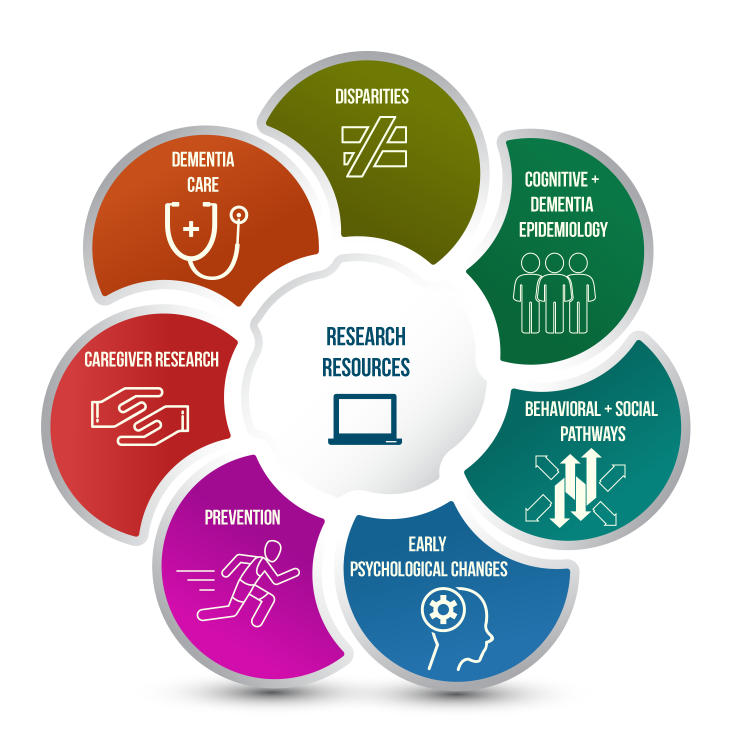 DISPARITIES
COGNITIVE +
DEMENTIA
EPIDEMIOLOGY
BEHAVIORAL + SOCIAL
PATHWAYS
EARLY
PSYCHOLOGICAL CHANGES
PREVENTION
CAREGIVER RESEARCH
DEMENTIA
CARE
RESEARCH
RESOURCES